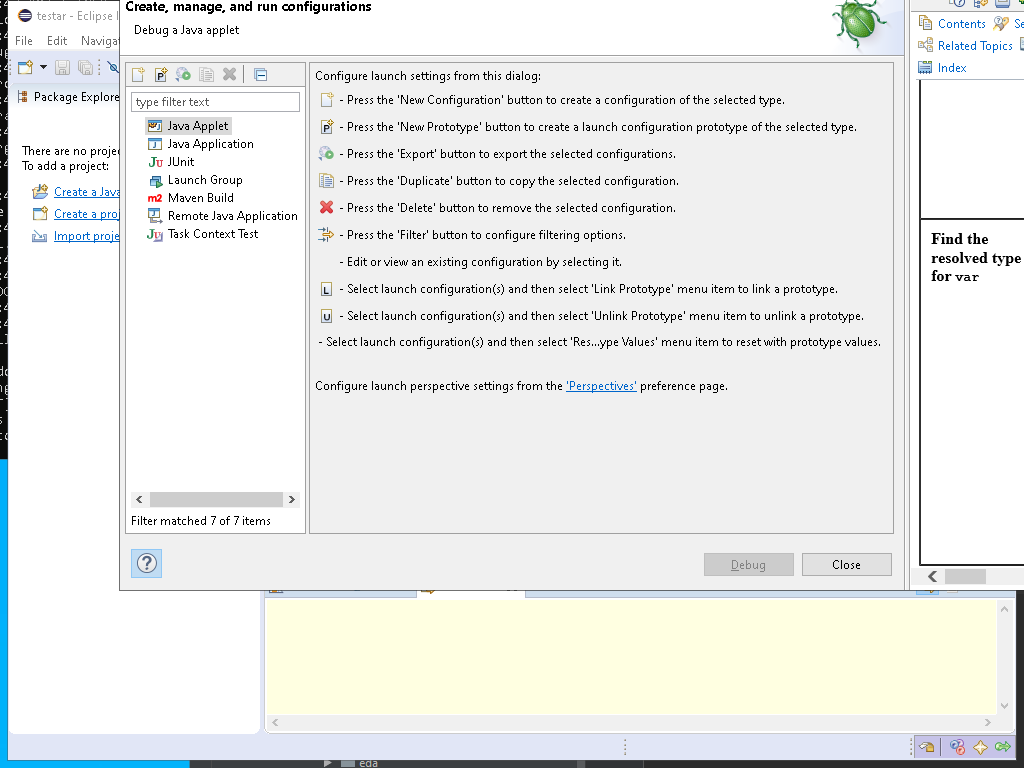 testar - Eclipse I
File Edit Naviga
Package Explore
There are no proje
To add a project:
Create a Java
Create a proj
Import proje
Create, manage, and run configurations
Debug a Java applet
type filter text
Java Applet
Java Application
Ju JUnit
Launch Group
m2 Maven Build
Remote Java Application
Task Context Test
Filter matched 7 of 7 items
Configure launch settings from this dialog:
- Press the 'New Configuration' button to create a configuration of the selected type.
- Press the 'New Prototype' button to create a launch configuration prototype of the selected type.
- Press the 'Export' button to export the selected configurations.
- Press the 'Duplicate' button to copy the selected configuration.
- Press the 'Delete' button to remove the selected configuration.
- Press the 'Filter' button to configure filtering options.
- Edit or view an existing configuration by selecting it.
L - Select launch configuration(s) and then select 'Link Prototype' menu item to link a prototype.
U - Select launch configuration(s) and then select 'Unlink Prototype' menu item to unlink a prototype.
- Select launch configuration(s) and then select 'Res...ype Values' menu item to reset with prototype values.
Configure launch perspective settings from the 'Perspectives' preference page.
Debug
Close
Contents
Se
Related Topics
Index
Find the
resolved type
for var
eda